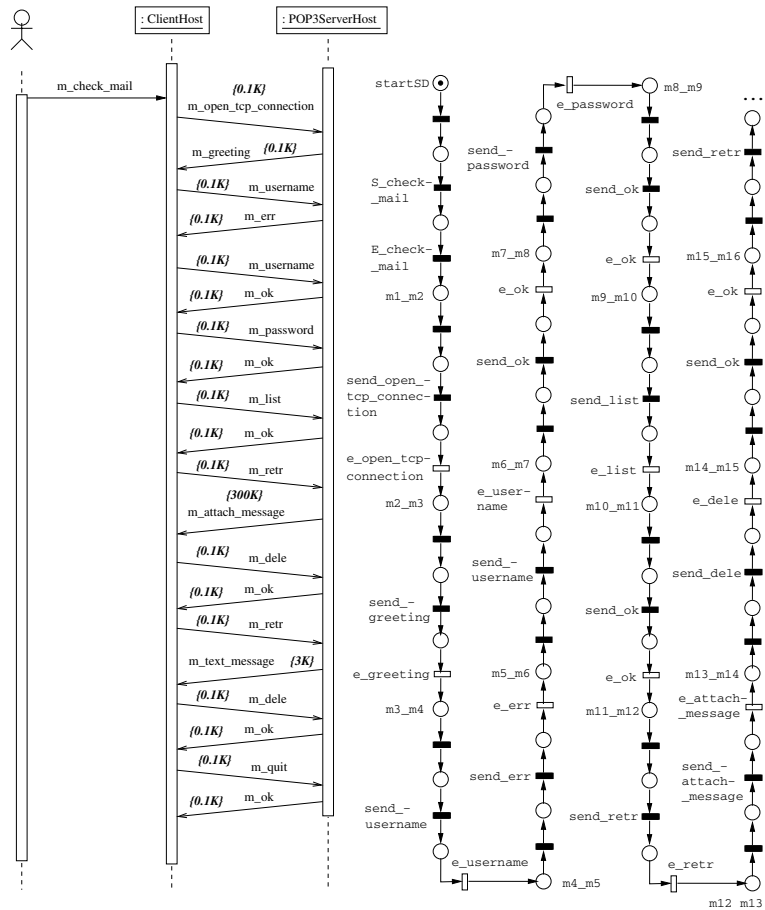 : ClientHost
: POP3ServerHost
m_check_mail
{0.1K}
m_open_tcp_connection
m_greeting {0.1K}
{0.1K} m_username
{0.1K} m_err
{0.1K} m_username
{0.1K} m_ok
{0.1K} m_password
{0.1K} m_ok
{0.1K} m_list
{0.1K} m_ok
{0.1K} m_retr
{300K}
m_attach_message
{0.1K} m_dele
{0.1K} m_ok
{0.1K} m_retr
m_text_message {3K}
{0.1K} m_dele
{0.1K} m_ok
{0.1K} m_quit
{0.1K} m_ok
startSD
S_check-
_mail
E_check-
_mail
m1_m2
send_open_-
tcp_connec-
tion
e_open_tcp-
connection
m2_m3
send_-
greeting
e_greeting
m3_m4
send_-
username
e_username
m4_m5
send_err
e_err
m5_m6
send_-
username
e_user-
name
m6_m7
send_ok
e_ok
m7_m8
send_-
password
e_password
m8_m9
send_ok
e_ok
m9_m10
send_list
e_list
m10_m11
send_ok
e_ok
m11_m12
send_retr
e_retr
m12_m13
send_-
attach-
_message
e_attach-
_message
m13_m14
send_dele
e_dele
m14_m15
send_ok
e_ok
m15_m16
send_retr
...